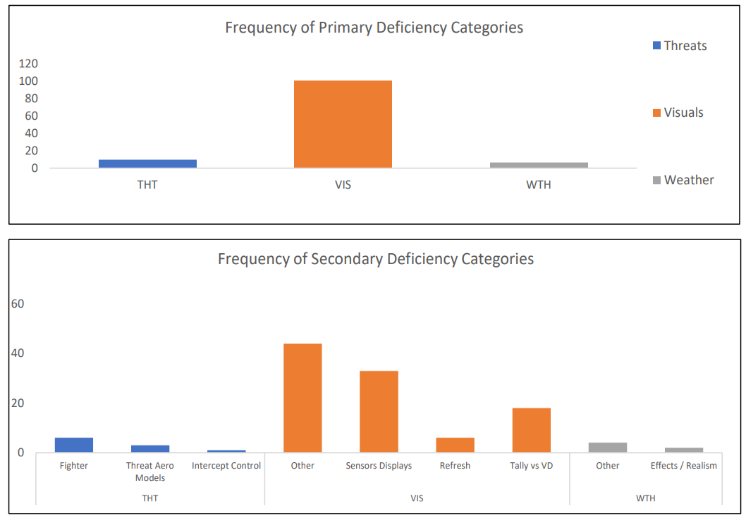 Frequency of Primary Deficiency Categories
Threats
Visuals
Weather
120
100
80
60
40
20
0
THT VIS WTH
Frequency of Secondary Deficiency Categories
60
40
20
0
Fighter Threat Aero Intercept Control Other Sensors Displays Refresh Tally vs VD Other Effects / Realism
Models
THT VIS WTH